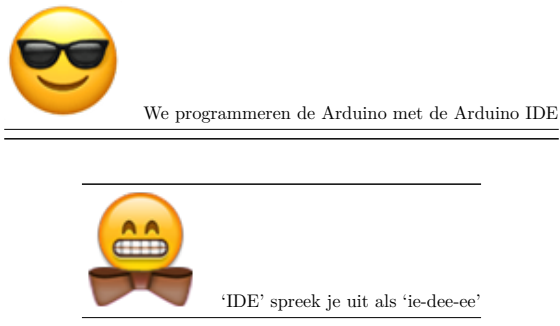 We programmeren de Arduino met de Arduino IDE
‘IDE’ spreek je uit als ‘ie-dee-ee’